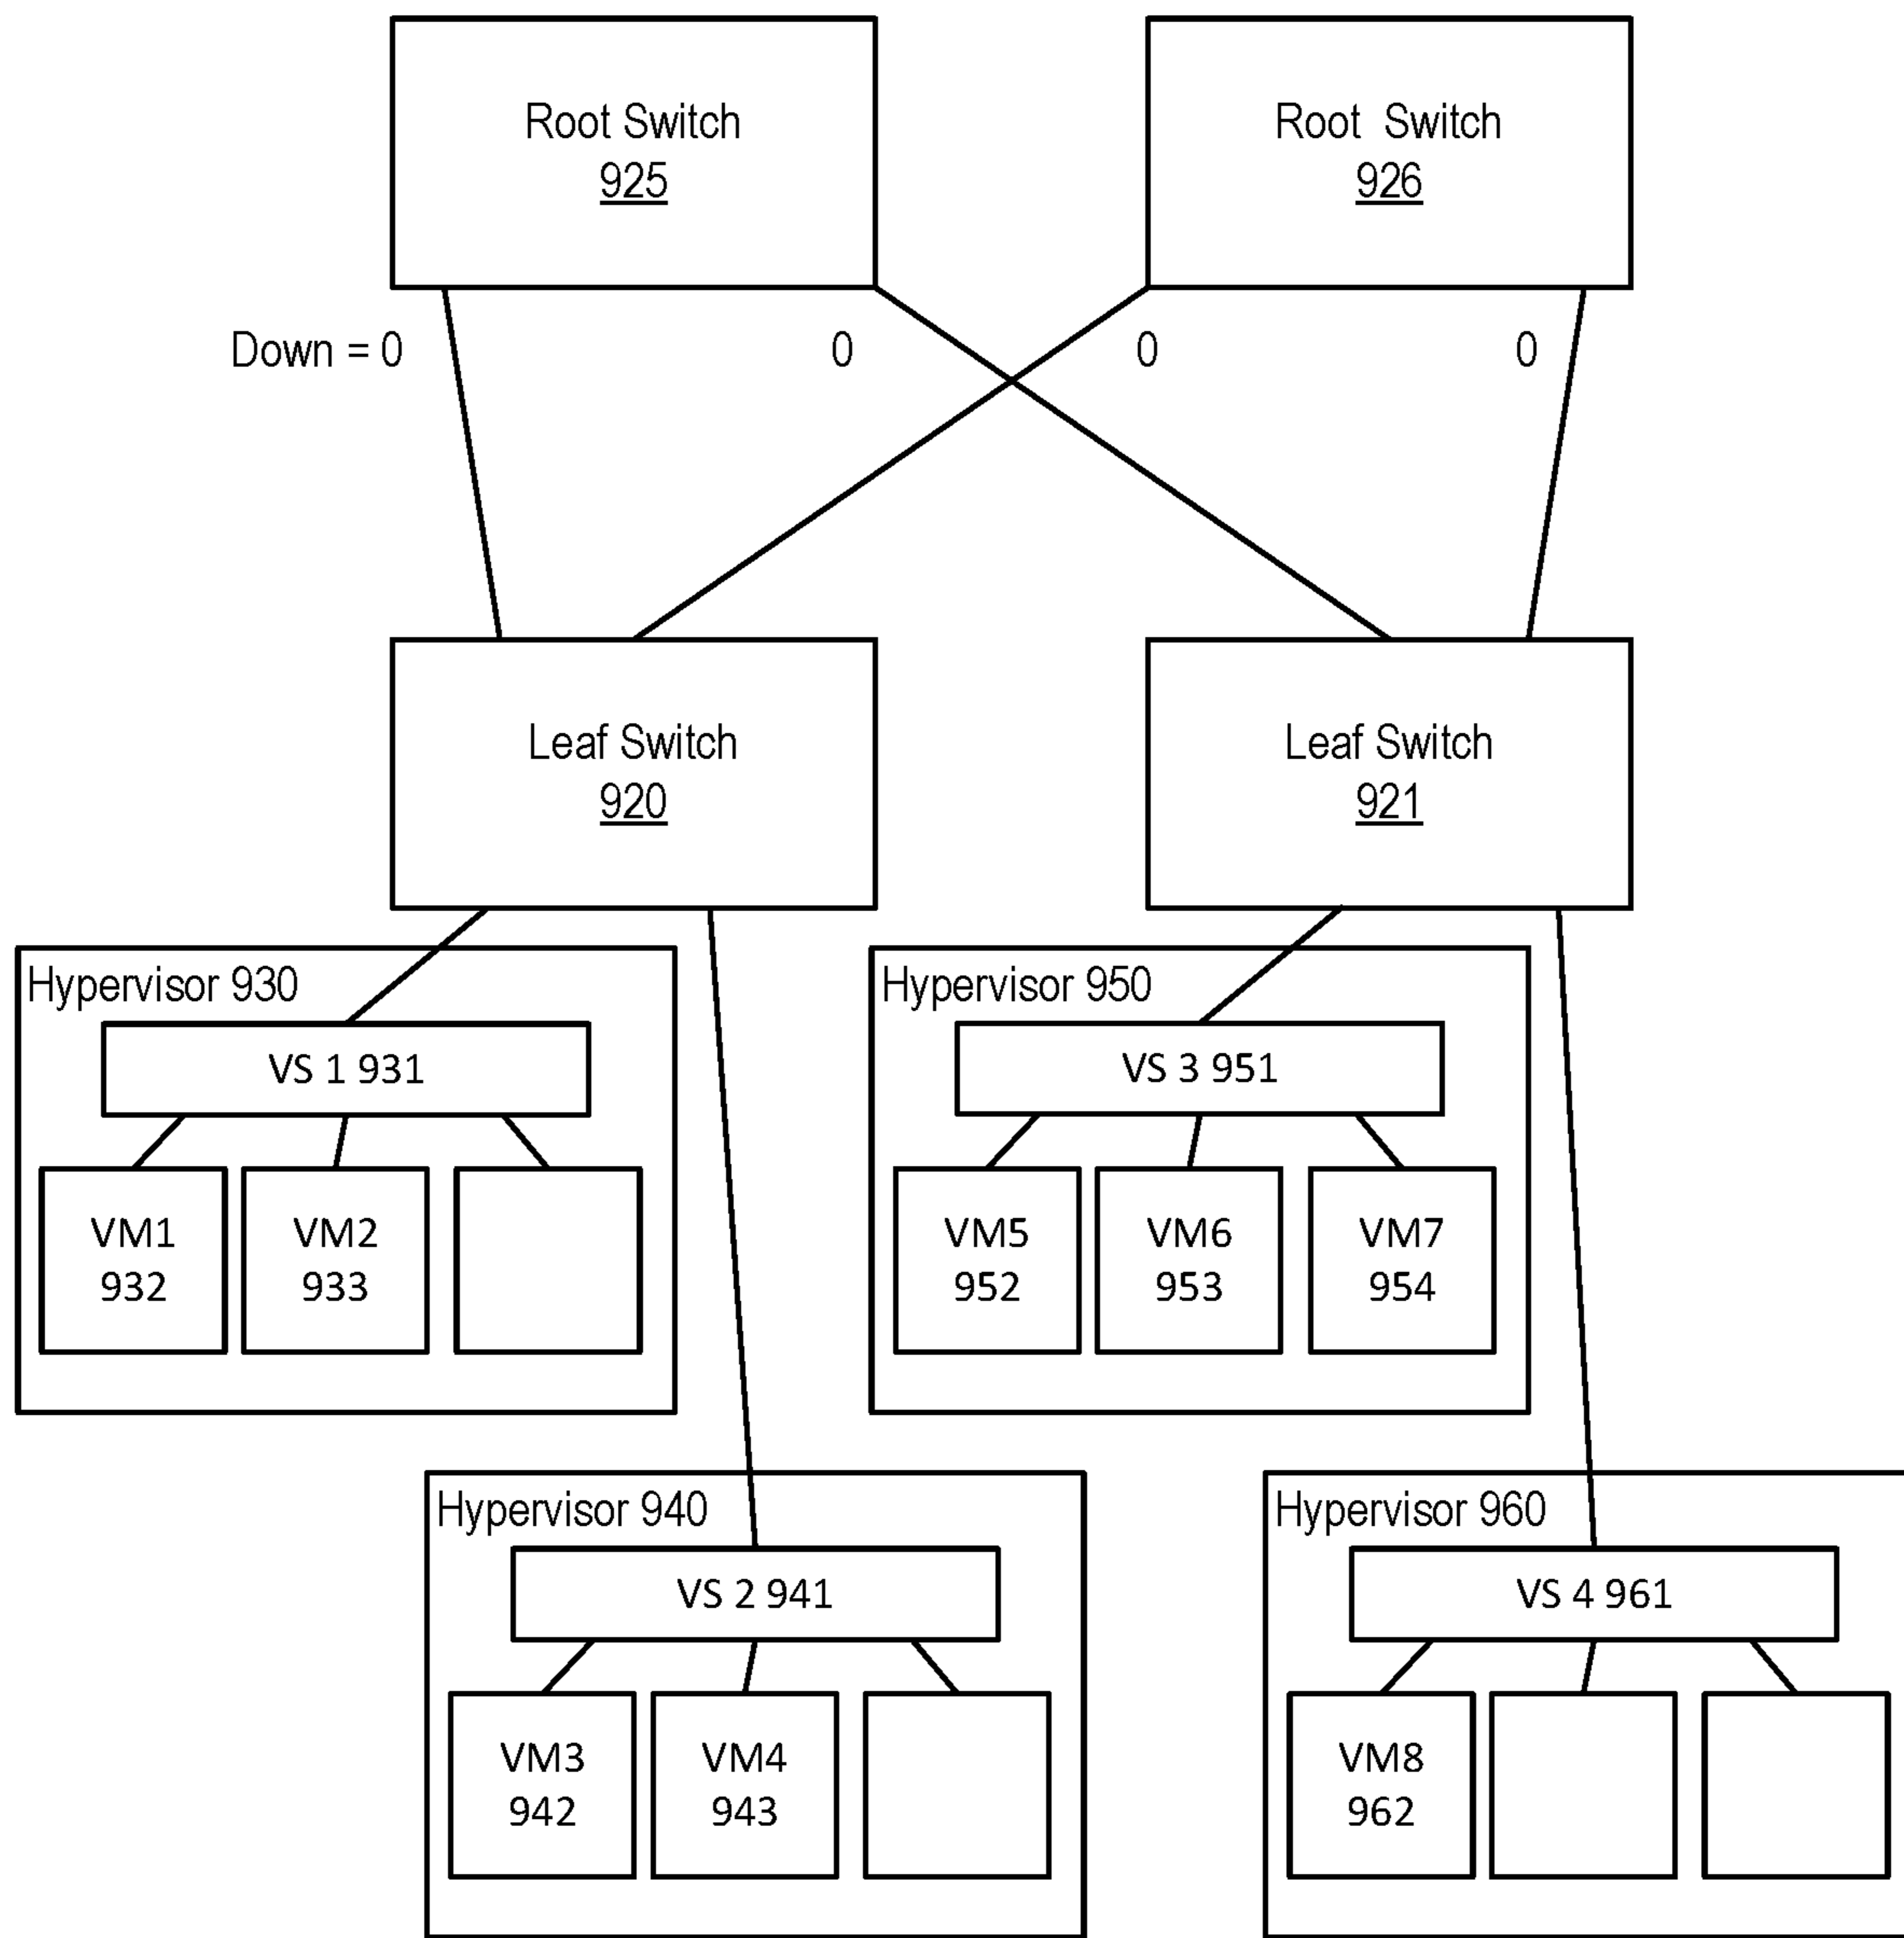 Root Switch
925
Root Switch
926
Down = 0
0
0
0
Leaf Switch
920
Leaf Switch
921
Hypervisor 930
VS 1 931
VM1
932
VM2
933
Hypervisor 950
VS 3 951
VM5
952
VM6
953
VM7
954
Hypervisor 940
VS 2 941
VM3
942
VM4
943
Hypervisor 960
VS 4 961
VM8
962